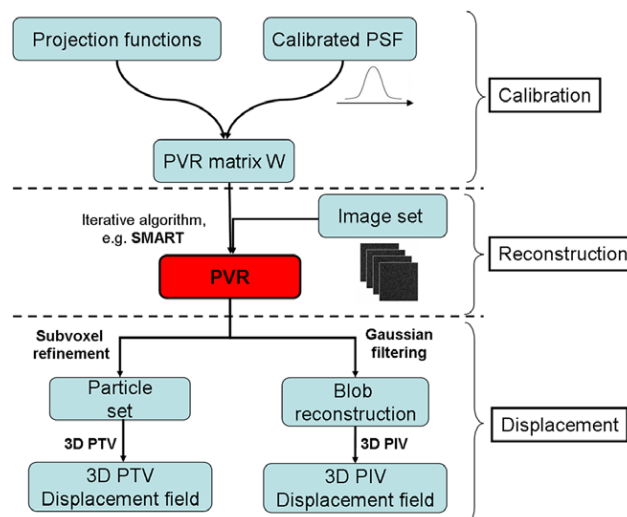 Projection functions
Calibrated PSF
Calibration
PVR matrix W
Iterative algorithm,
e.g. SMART
Image set
Reconstruction
PVR
Subvoxel
refinement
Gaussian
filtering
Particle
set
Blob
reconstruction
Displacement
3D PTV
3D PIV
3D PTV
Displacement field
3D PIV
Displacement field